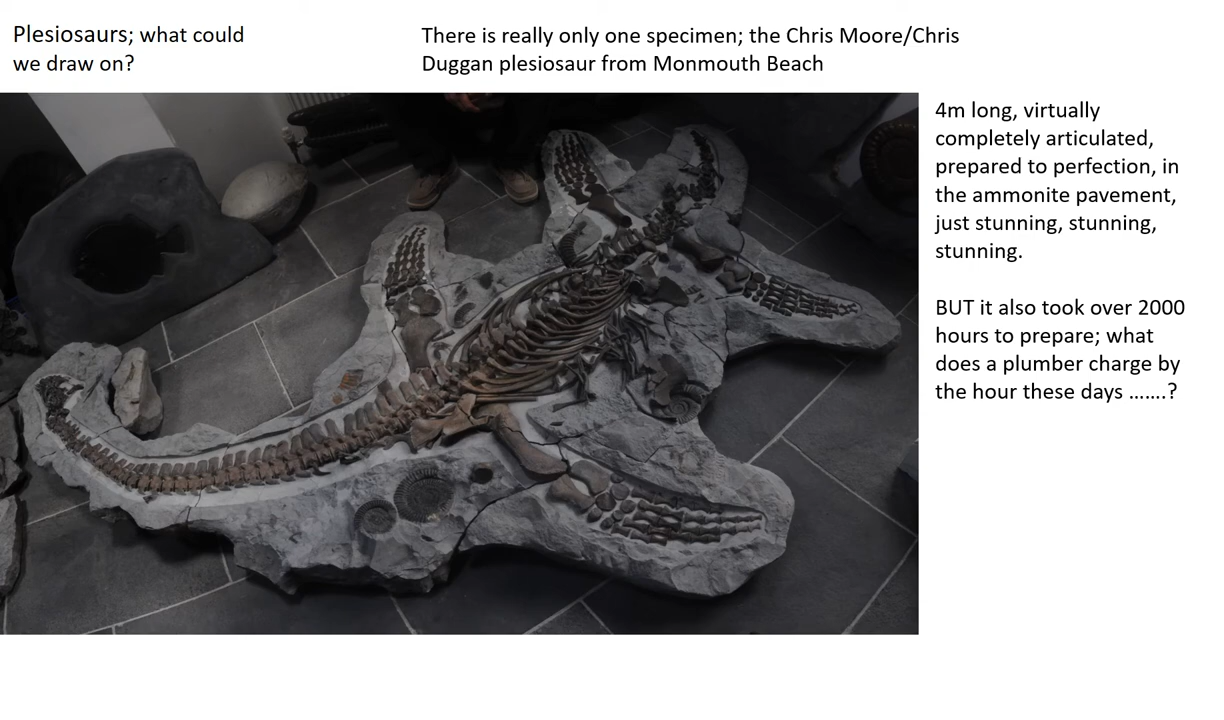 Plesiosaurs; what could
we draw on?
There is really only one specimen; the Chris Moore/Chris
Duggan plesiosaur from Monmouth Beach
4m long, virtually
completely articulated,
prepared to perfection, in
the ammonite pavement,
just stunning, stunning,
stunning.
BUT it also took over 2000
hours to prepare; what
does a plumber charge by
the hour these days …….?